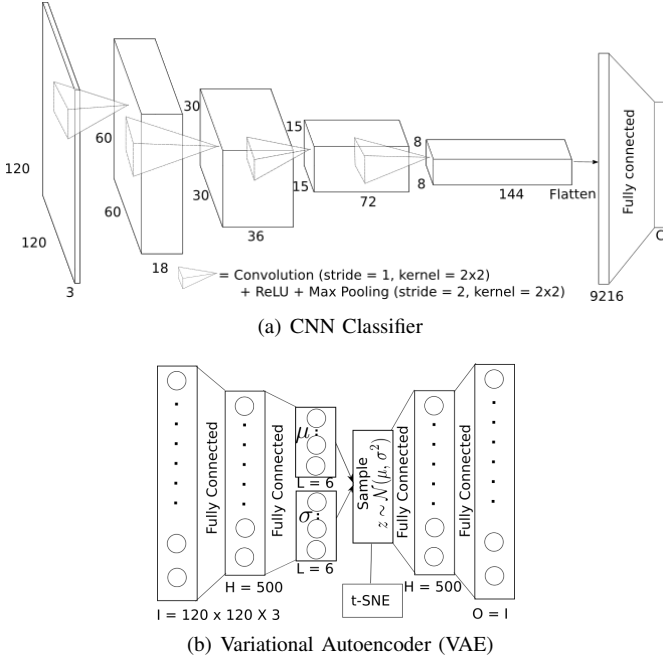 120
120
3
60
60
18
30
30
36
15
15
72
8
8
144
Flatten
9216
Fully connected
O
= Convolution (stride = 1, kernel = 2x2)
+ ReLU + Max Pooling (stride = 2, kernel = 2x2)
(a) CNN Classifier
I = 120 x 120 X 3
Fully Connected
H = 500
Fully Connected
μ
L = 6
σ
L = 6
Sample
z ~ N(μ, σ²)
t-SNE
Fully Connected
H = 500
Fully Connected
O = I
(b) Variational Autoencoder (VAE)